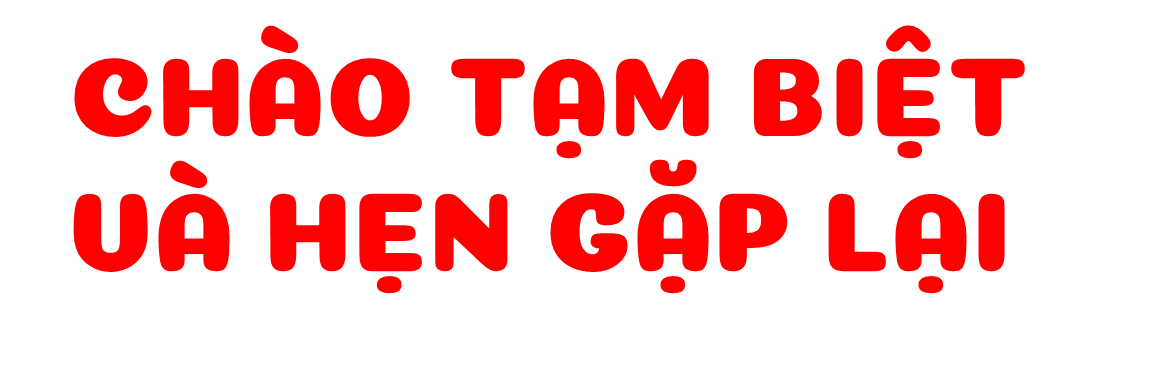 CHÀO TẠM BIỆT
VÀ HẸN GẶP LẠI